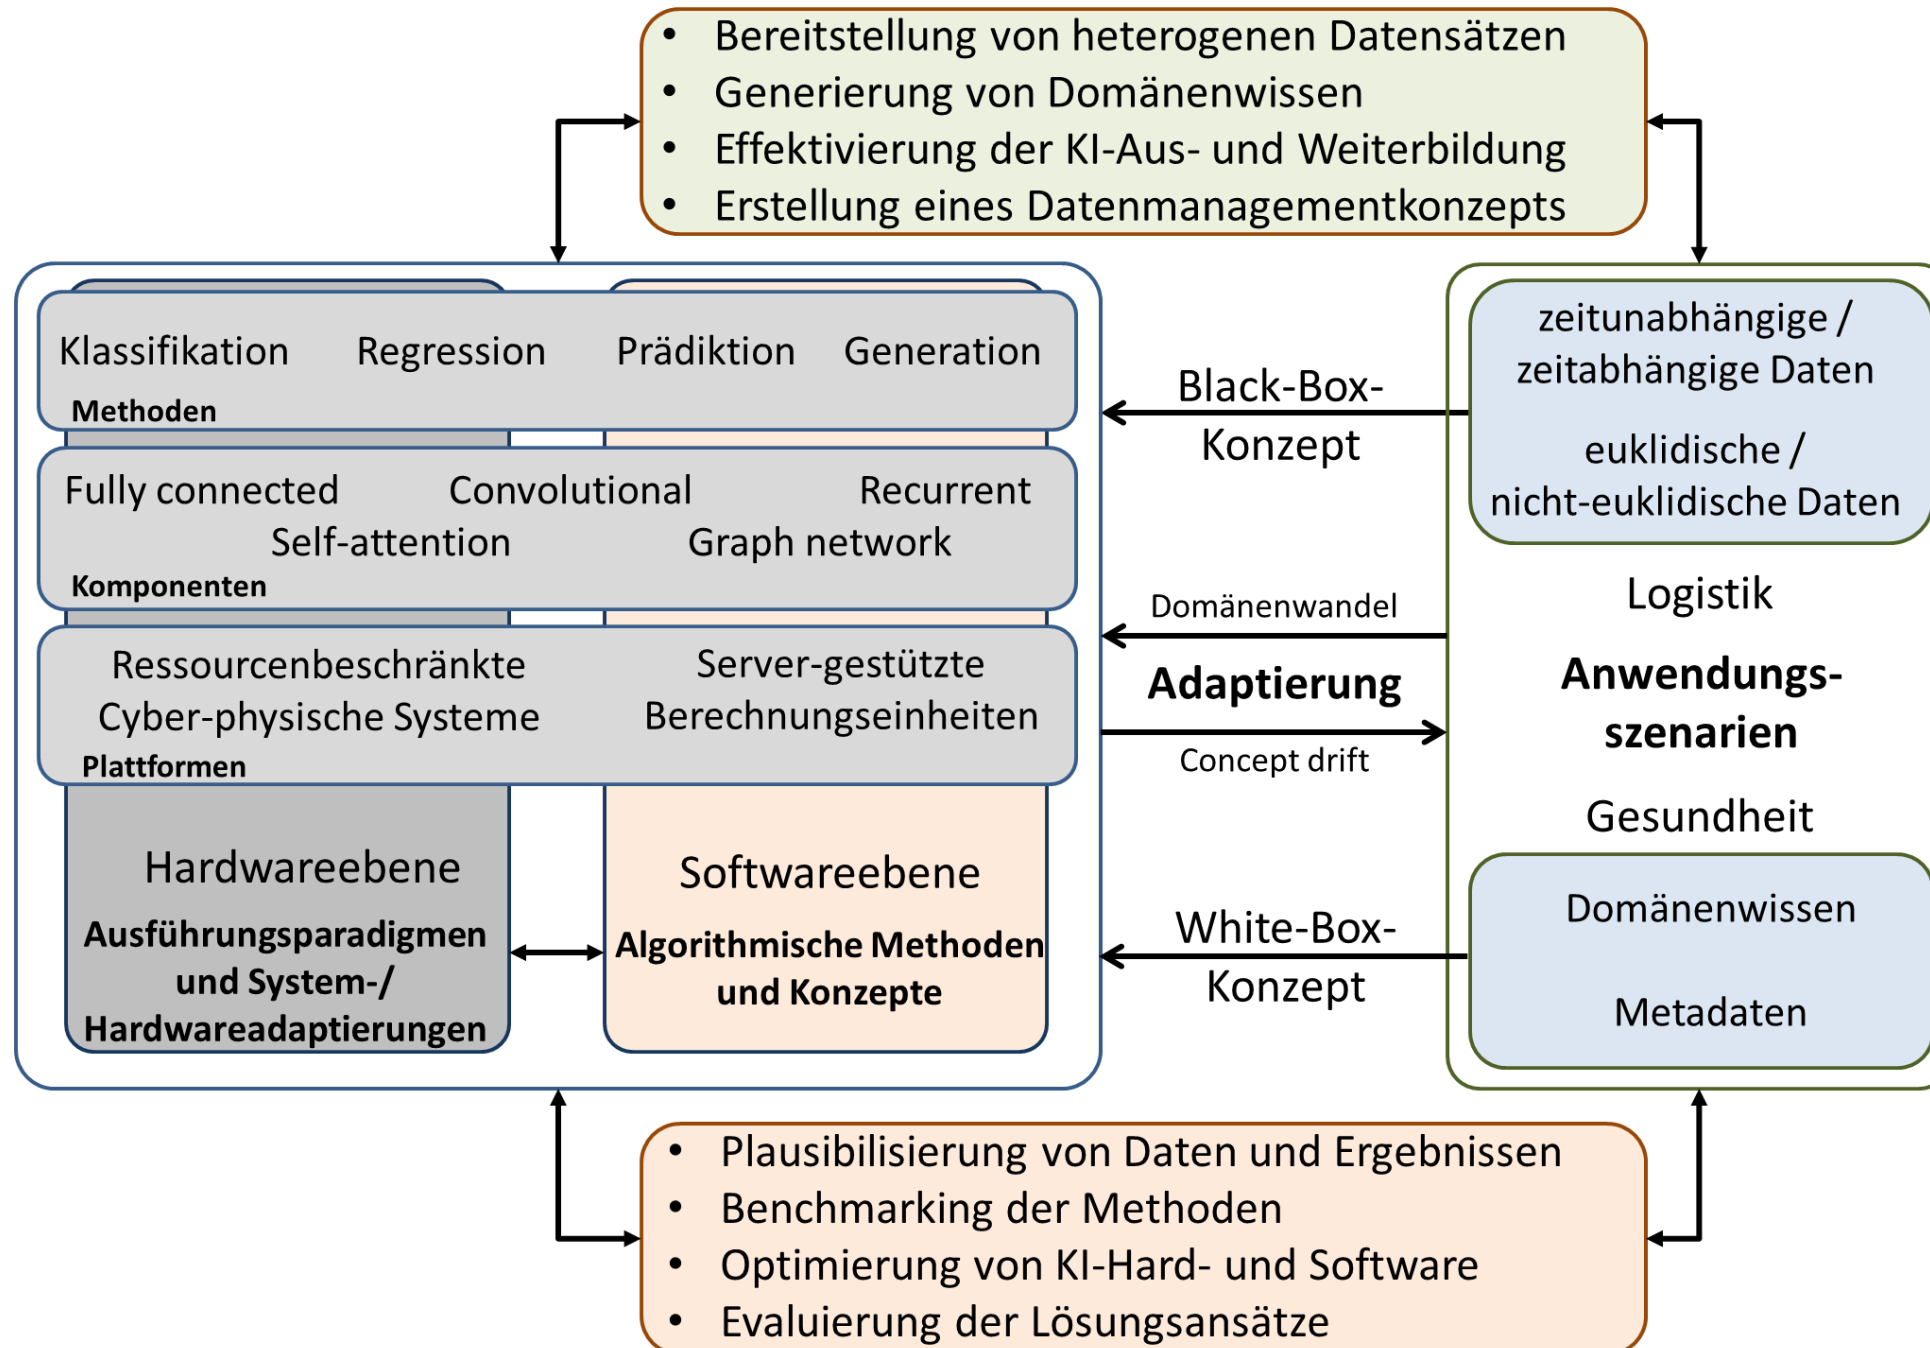 • Bereitstellung von heterogenen Datensätzen
• Generierung von Domänenwissen
• Effektivierung der KI-Aus- und Weiterbildung
• Erstellung eines Datenmanagementkonzepts
Klassifikation Regression Prädiktion Generation
Methoden
Fully connected Convolutional Recurrent
Self-attention Graph network
Komponenten
Ressourcenbeschränkte
Cyber-physische Systeme
Server-gestützte
Berechnungseinheiten
Plattformen
Hardwareebene
Ausführungsparadigmen
und System-/
Hardwareadaptierungen
Softwareebene
Algorithmische Methoden
und Konzepte
Black-Box-
Konzept
Domänenwandel
Adaptierung
Concept drift
White-Box-
Konzept
zeitunabhängige /
zeitabhängige Daten
euklidische /
nicht-euklidische Daten
Logistik
Anwendungs-
szenarien
Gesundheit
Domänenwissen
Metadaten
• Plausibilisierung von Daten und Ergebnissen
• Benchmarking der Methoden
• Optimierung von KI-Hard- und Software
• Evaluierung der Lösungsansätze